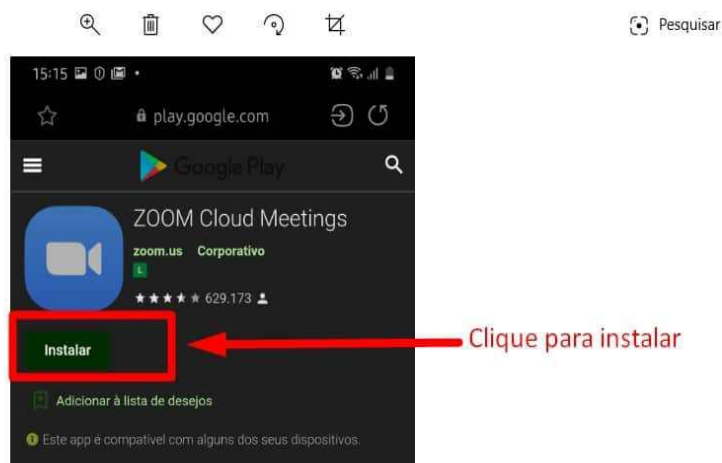 Pesquisar
15:15
play.google.com
Google Play
ZOOM Cloud Meetings
zoom.us Corporativo
L
629.173
Instalar
Clique para instalar
Adicionar à lista de desejos
Este app é compatível com alguns dos seus dispositivos.